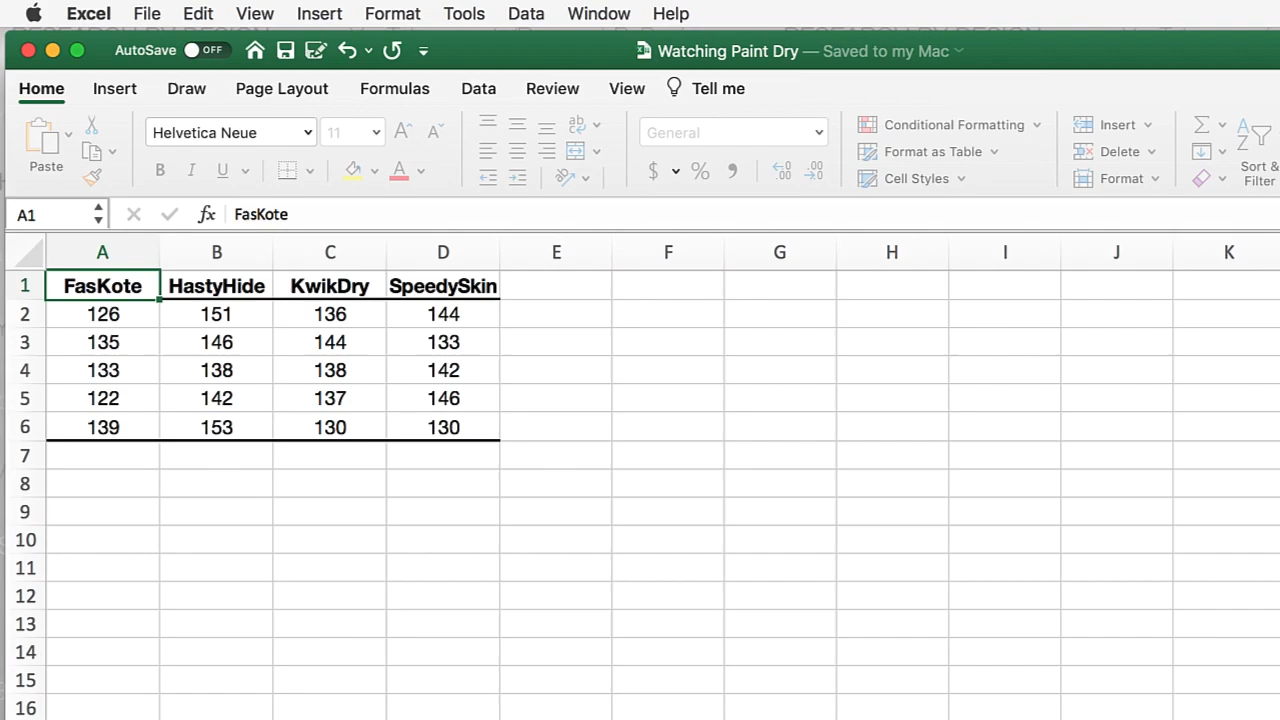 Excel File Edit View Insert Format Tools Data Window Help
AutoSave OFF Watching Paint Dry — Saved to my Mac
Home Insert Draw Page Layout Formulas Data Review View Tell me
Helvetica Neue 11 General Conditional Formatting Insert
Format as Table Delete
Paste B I U $ % Cell Styles Format Sort & Filter
A1 fx FasKote
A B C D E F G H I J K
1 FasKote HastyHide KwikDry SpeedySkin
2 126 151 136 144
3 135 146 144 133
4 133 138 138 142
5 122 142 137 146
6 139 153 130 130
7
8
9
10
11
12
13
14
15
16